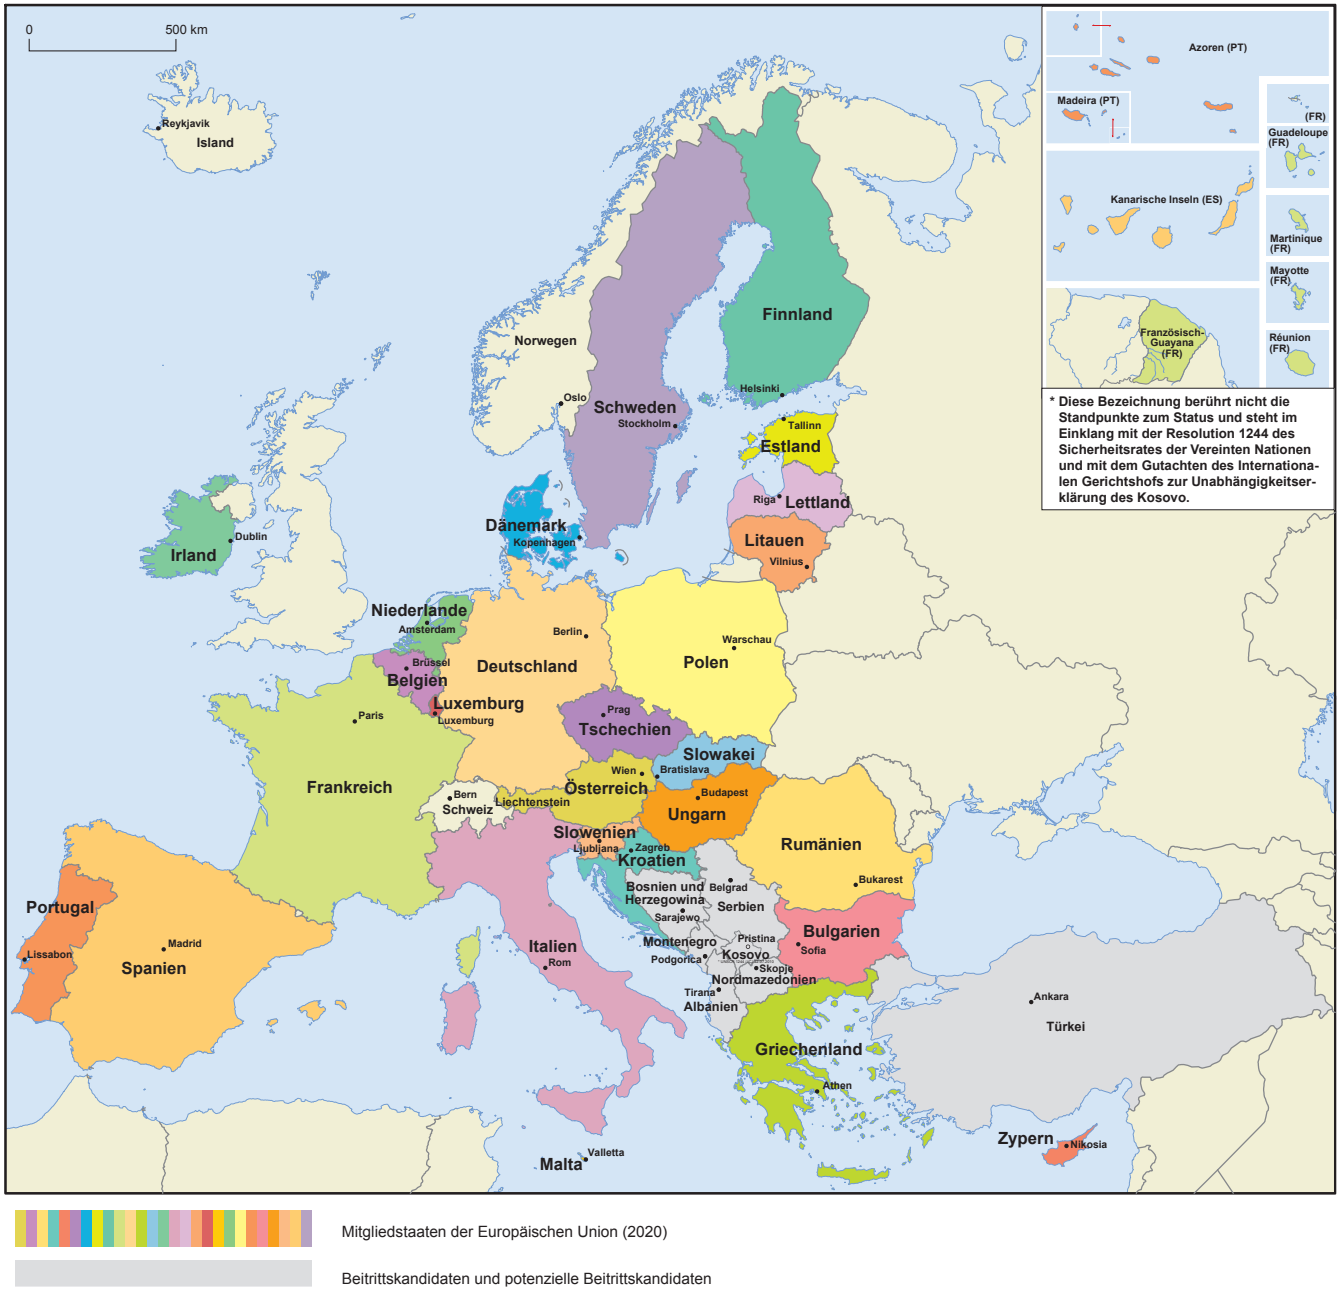 0
500 km
Azoren (PT)
Madeira (PT)
(FR)
Guadeloupe
(FR)
Kanarische Inseln (ES)
Martinique
(FR)
Mayotte
(FR)
Französisch-
Guayana
(FR)
Réunion
(FR)
* Diese Bezeichnung berührt nicht die
Standpunkte zum Status und steht im
Einklang mit der Resolution 1244 des
Sicherheitsrates der Vereinten Nationen
und mit dem Gutachten des Internationa-
len Gerichtshofs zur Unabhängigkeitser-
klärung des Kosovo.
Reykjavik
Island
Norwegen
Oslo
Finnland
Helsinki
Schweden
Stockholm
Tallinn
Estland
Riga
Lettland
Litauen
Vilnius
Dänemark
Kopenhagen
Dublin
Irland
Niederlande
Amsterdam
Berlin
Deutschland
Warschau
Polen
Brüssel
Belgien
Luxemburg
Luxemburg
Paris
Frankreich
Prag
Tschechien
Slowakei
Bratislava
Wien
Österreich
Liechtenstein
Bern
Schweiz
Budapest
Ungarn
Slowenien
Ljubljana
Zagreb
Kroatien
Rumänien
Bukarest
Bosnien und
Herzegowina
Sarajewo
Belgrad
Serbien
Montenegro
Podgorica
Pristina
Kosovo
Skopje
Nordmazedonien
Tirana
Albanien
Bulgarien
Sofia
Portugal
Lissabon
Madrid
Spanien
Italien
Rom
Griechenland
Athen
Ankara
Türkei
Zypern
Nikosia
Malta
Valletta
Mitgliedstaaten der Europäischen Union (2020)
Beitrittskandidaten und potenzielle Beitrittskandidaten